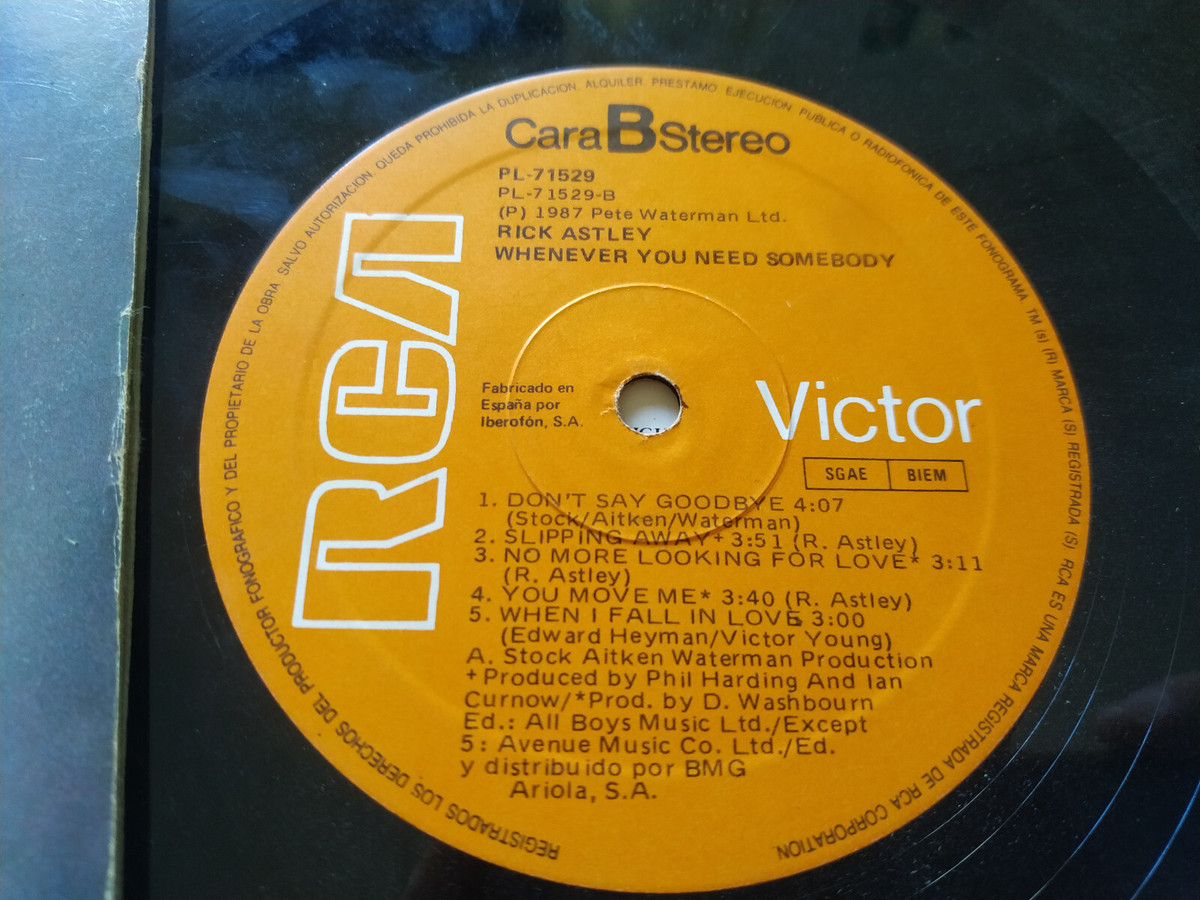 REGISTRADOS LOS DERECHOS DEL PRODUCTOR FONOGRAFICO Y DEL PROPIETARIO DE LA OBRA. SALVO AUTORIZACION, QUEDA PROHIBIDA LA DUPLICACION, ALQUILER, PRESTAMO, EJECUCION, PUBLICA O RADIOFONICA DE ESTE FONOGRAMA. TM (s) (R) MARCA (S) REGISTRADA (S) RCA ES UNA MARCA REGISTRADA DE RCA CORPORATION.
Cara B Stereo
PL-71529
PL-71529-B
(P) 1987 Pete Waterman Ltd.
RICK ASTLEY
WHENEVER YOU NEED SOMEBODY
RCA
Fabricado en
España por
Iberofón, S.A.
Victor
SGAE BIEM
1. DON'T SAY GOODBYE 4:07
(Stock/Aitken/Waterman)
2. SLIPPING AWAY+ 3:51 (R. Astley)
3. NO MORE LOOKING FOR LOVE* 3:11
(R. Astley)
4. YOU MOVE ME* 3:40 (R. Astley)
5. WHEN I FALL IN LOVE 3:00
(Edward Heyman/Victor Young)
A. Stock Aitken Waterman Production
+Produced by Phil Harding And Ian
Curnow/*Prod. by D. Washbourn
Ed.: All Boys Music Ltd./Except
5: Avenue Music Co. Ltd./Ed.
y distribuido por BMG
Ariola, S.A.